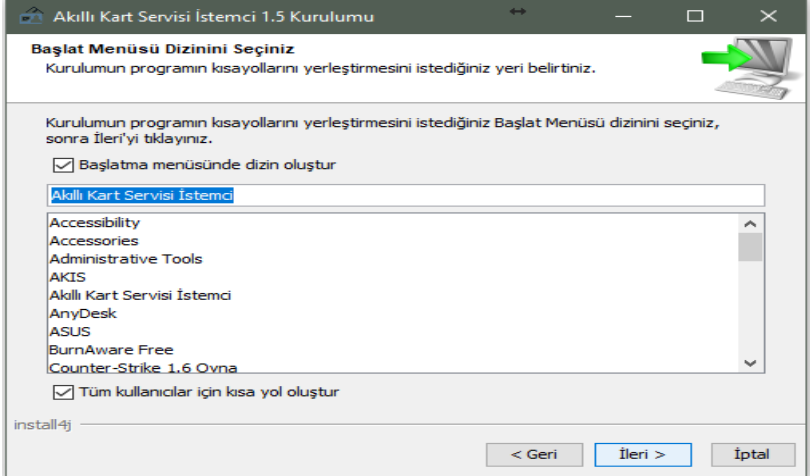 Akıllı Kart Servisi İstemci 1.5 Kurulumu
Başlat Menüsü Dizinini Seçiniz
Kurulumun programın kısayollarını yerleştirmesini istediğiniz yeri belirtiniz.
Kurulumun programın kısayollarını yerleştirmesini istediğiniz Başlat Menüsü dizinini seçiniz,
sonra İleri'yi tıklayınız.
Başlatma menüsünde dizin oluştur
Akıllı Kart Servisi İstemci
Accessibility
Accessories
Administrative Tools
AKIS
Akıllı Kart Servisi İstemci
AnyDesk
ASUS
BurnAware Free
Counter-Strike 1.6 Oyna
Tüm kullanıcılar için kısa yol oluştur
install4j
< Geri
İleri >
İptal